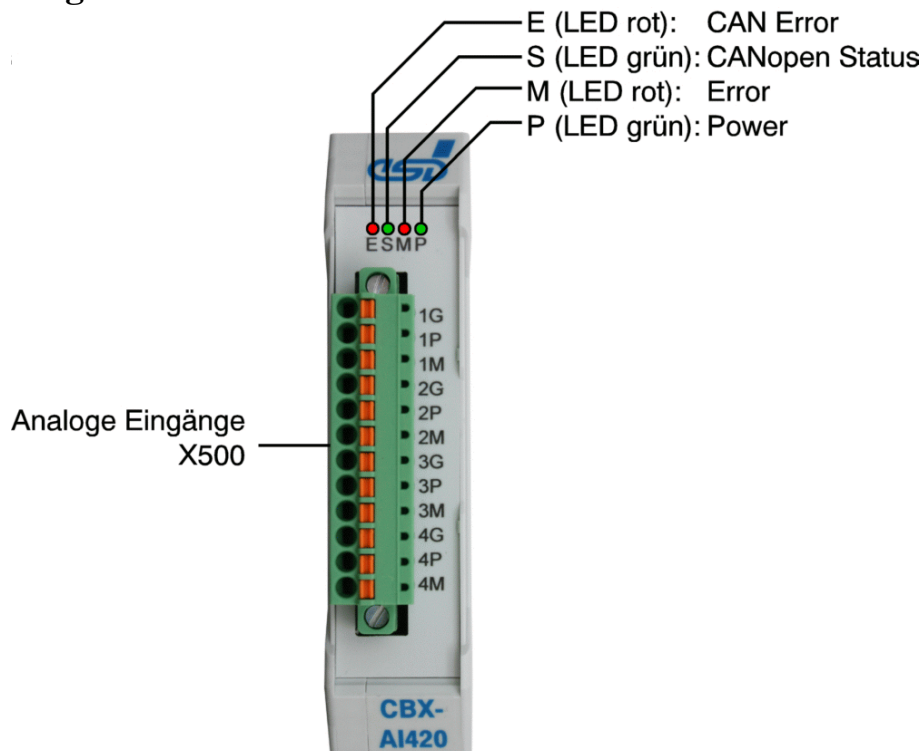 E (LED rot): CAN Error
S (LED grün): CANopen Status
M (LED rot): Error
P (LED grün): Power
esd
ESMP
1G
1P
1M
2G
2P
2M
3G
3P
3M
4G
4P
4M
Analoge Eingänge
X500
CBX-
AI420